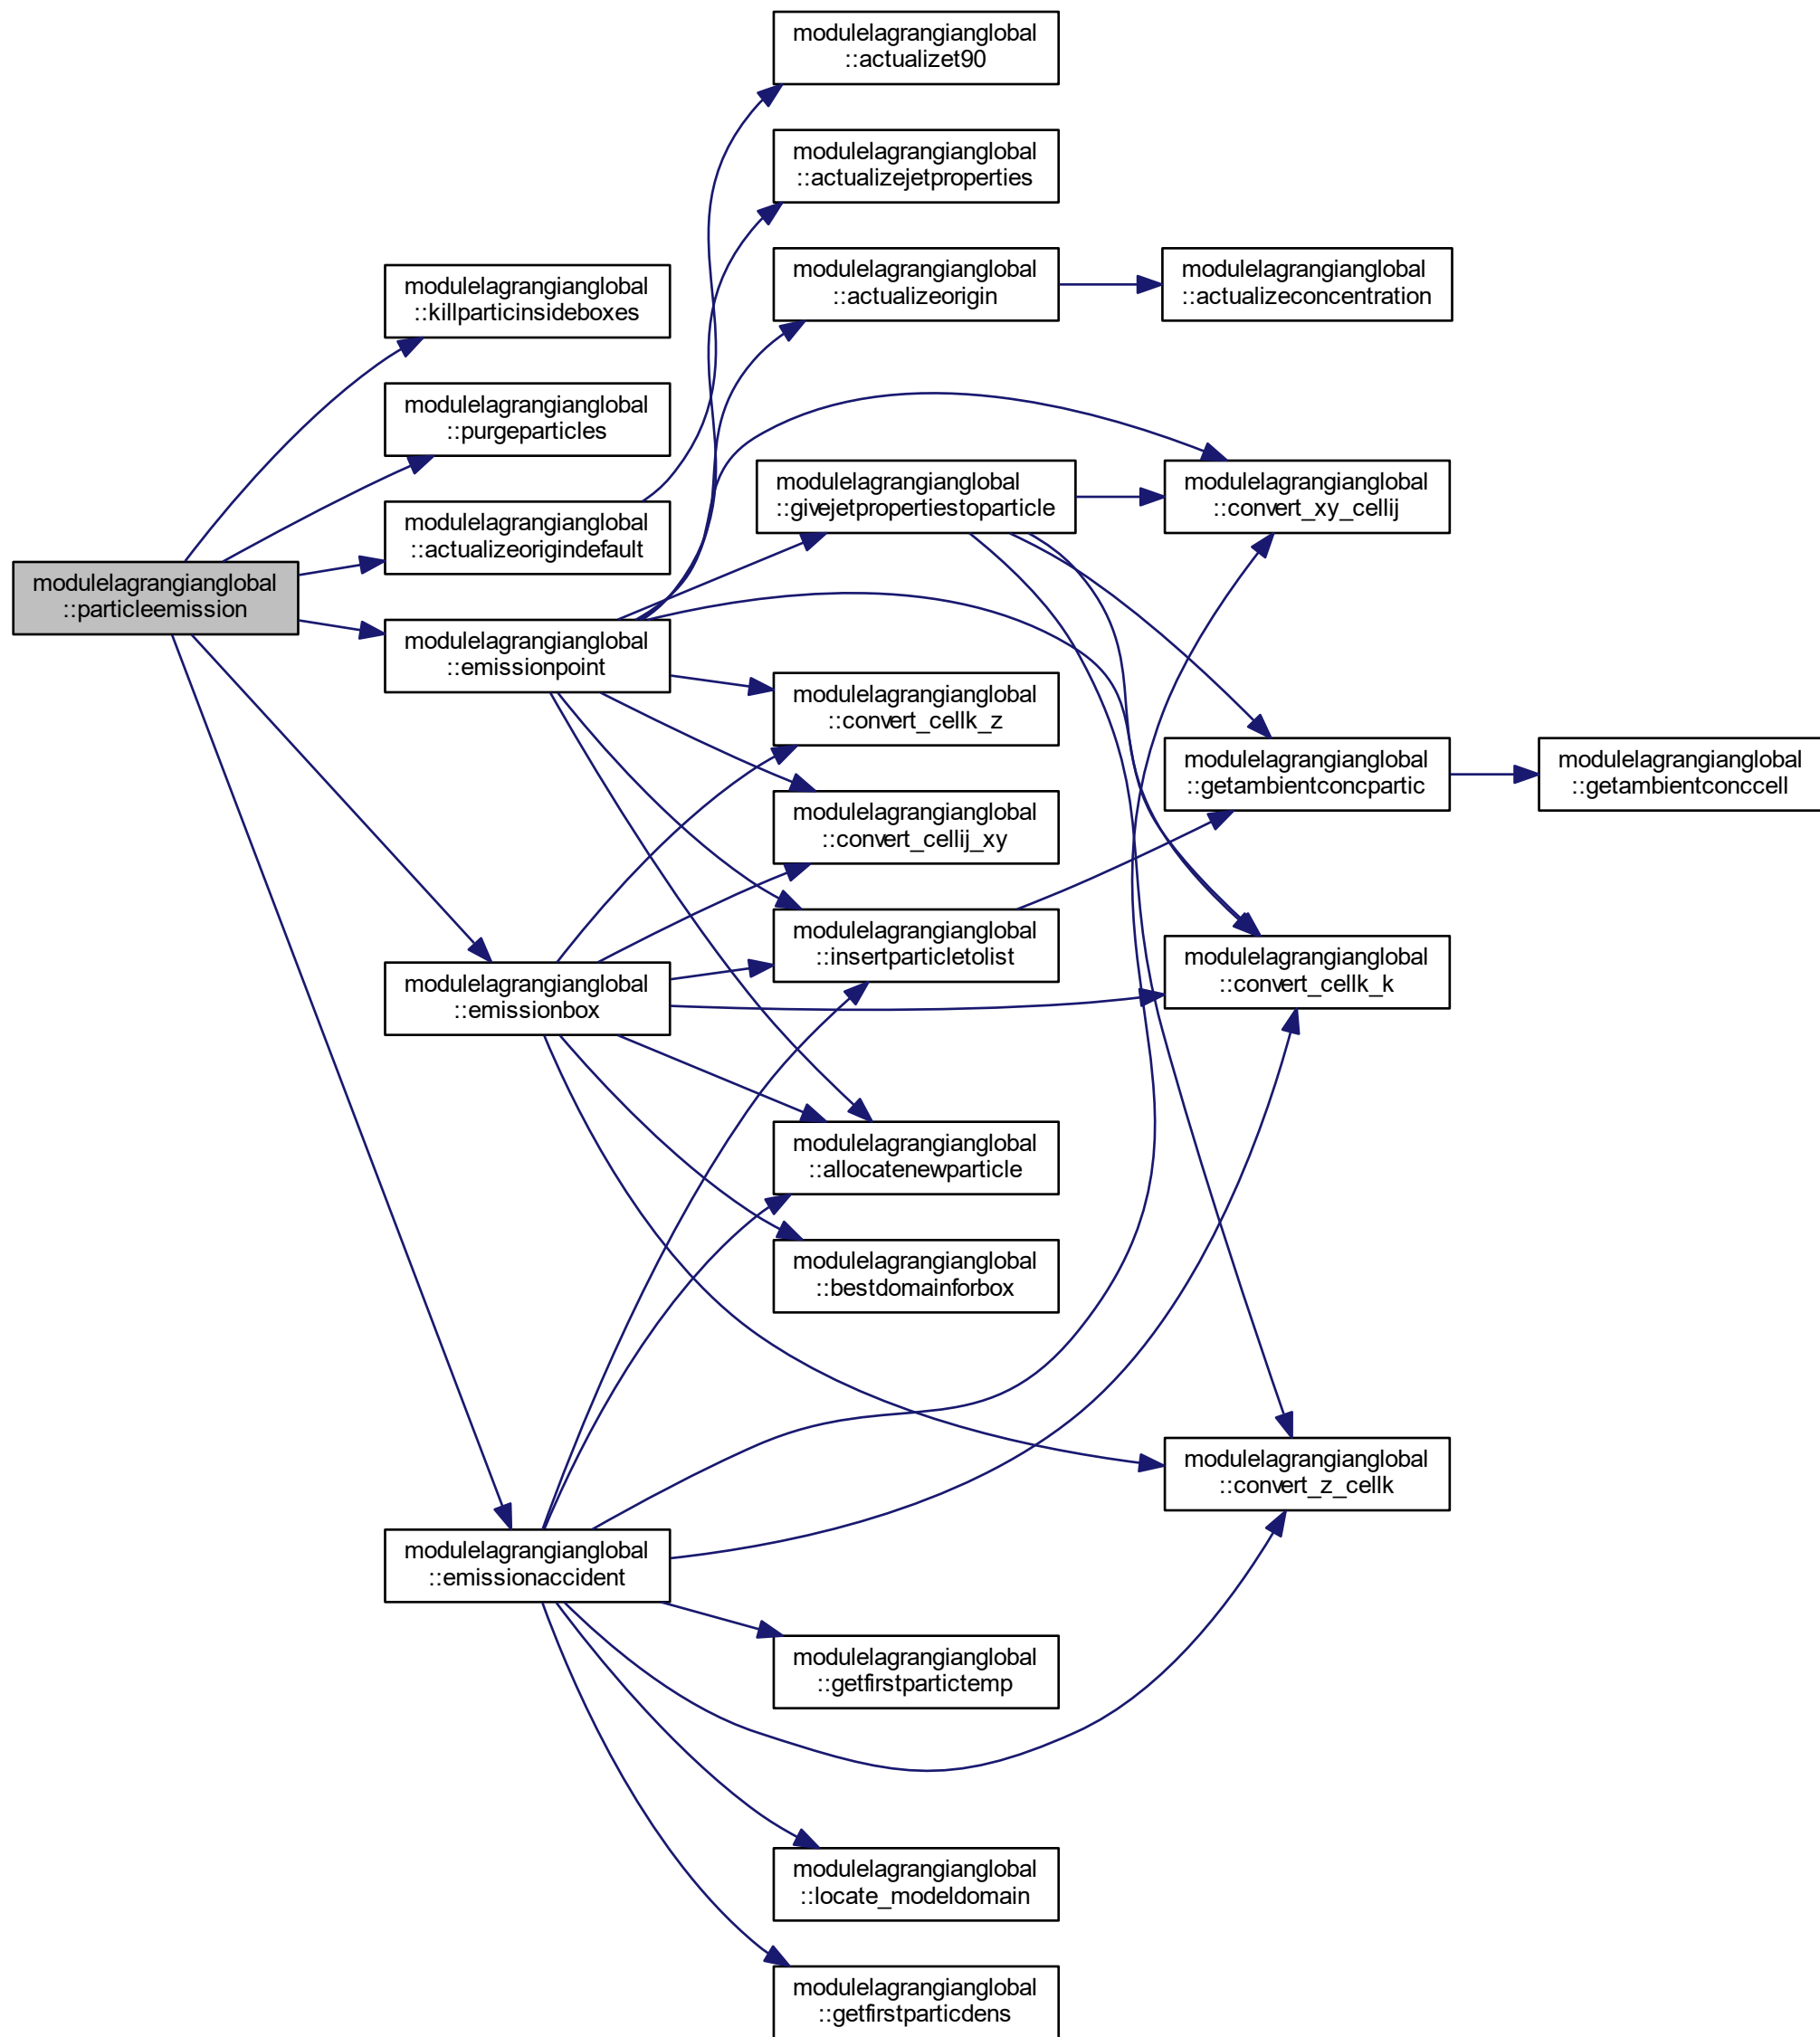 modulelagrangianglobal
::actualizet90
modulelagrangianglobal
::actualizejetproperties
modulelagrangianglobal
::actualizeorigin
modulelagrangianglobal
::actualizeconcentration
modulelagrangianglobal
::killparticinsideboxes
modulelagrangianglobal
::purgeparticles
modulelagrangianglobal
::actualizeorigindefault
modulelagrangianglobal
::givejetpropertiestoparticle
modulelagrangianglobal
::convert_xy_cellij
modulelagrangianglobal
::particleemission
modulelagrangianglobal
::emissionpoint
modulelagrangianglobal
::convert_cellk_z
modulelagrangianglobal
::getambientconcpartic
modulelagrangianglobal
::getambientconccell
modulelagrangianglobal
::convert_cellij_xy
modulelagrangianglobal
::insertparticletolist
modulelagrangianglobal
::emissionbox
modulelagrangianglobal
::convert_cellk_k
modulelagrangianglobal
::allocatenewparticle
modulelagrangianglobal
::bestdomainforbox
modulelagrangianglobal
::convert_z_cellk
modulelagrangianglobal
::emissionaccident
modulelagrangianglobal
::getfirstpartictemp
modulelagrangianglobal
::locate_modeldomain
modulelagrangianglobal
::getfirstparticdens